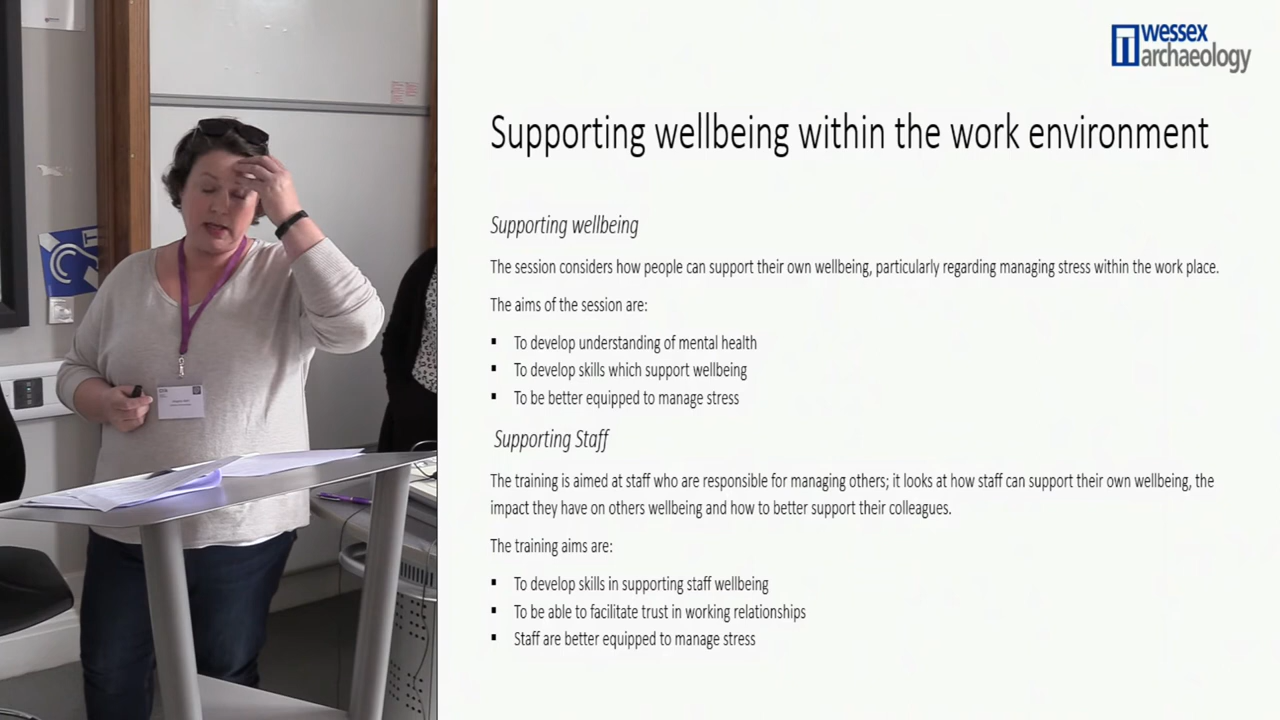 wessex
archaeology
Supporting wellbeing within the work environment
Supporting wellbeing
The session considers how people can support their own wellbeing, particularly regarding managing stress within the work place.
The aims of the session are:
▪ To develop understanding of mental health
▪ To develop skills which support wellbeing
▪ To be better equipped to manage stress
Supporting Staff
The training is aimed at staff who are responsible for managing others; it looks at how staff can support their own wellbeing, the
impact they have on others wellbeing and how to better support their colleagues.
The training aims are:
▪ To develop skills in supporting staff wellbeing
▪ To be able to facilitate trust in working relationships
▪ Staff are better equipped to manage stress